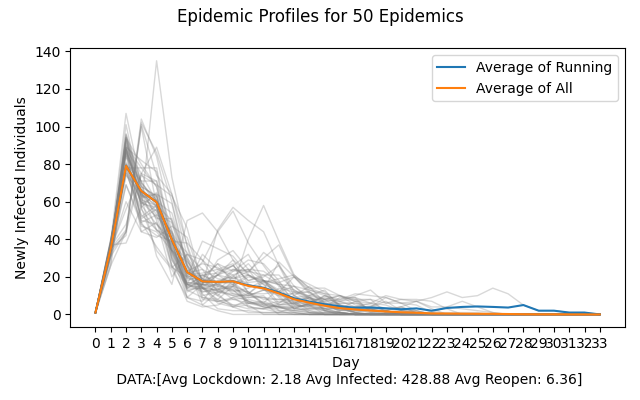 Epidemic Profiles for 50 Epidemics
Average of Running
Average of All
Newly Infected Individuals
140
120
100
80
60
40
20
0
0 1 2 3 4 5 6 7 8 9 10 11 12 13 14 15 16 17 18 19 20 21 22 23 24 25 26 27 28 29 30 31 32 33
Day
DATA:[Avg Lockdown: 2.18 Avg Infected: 428.88 Avg Reopen: 6.36]